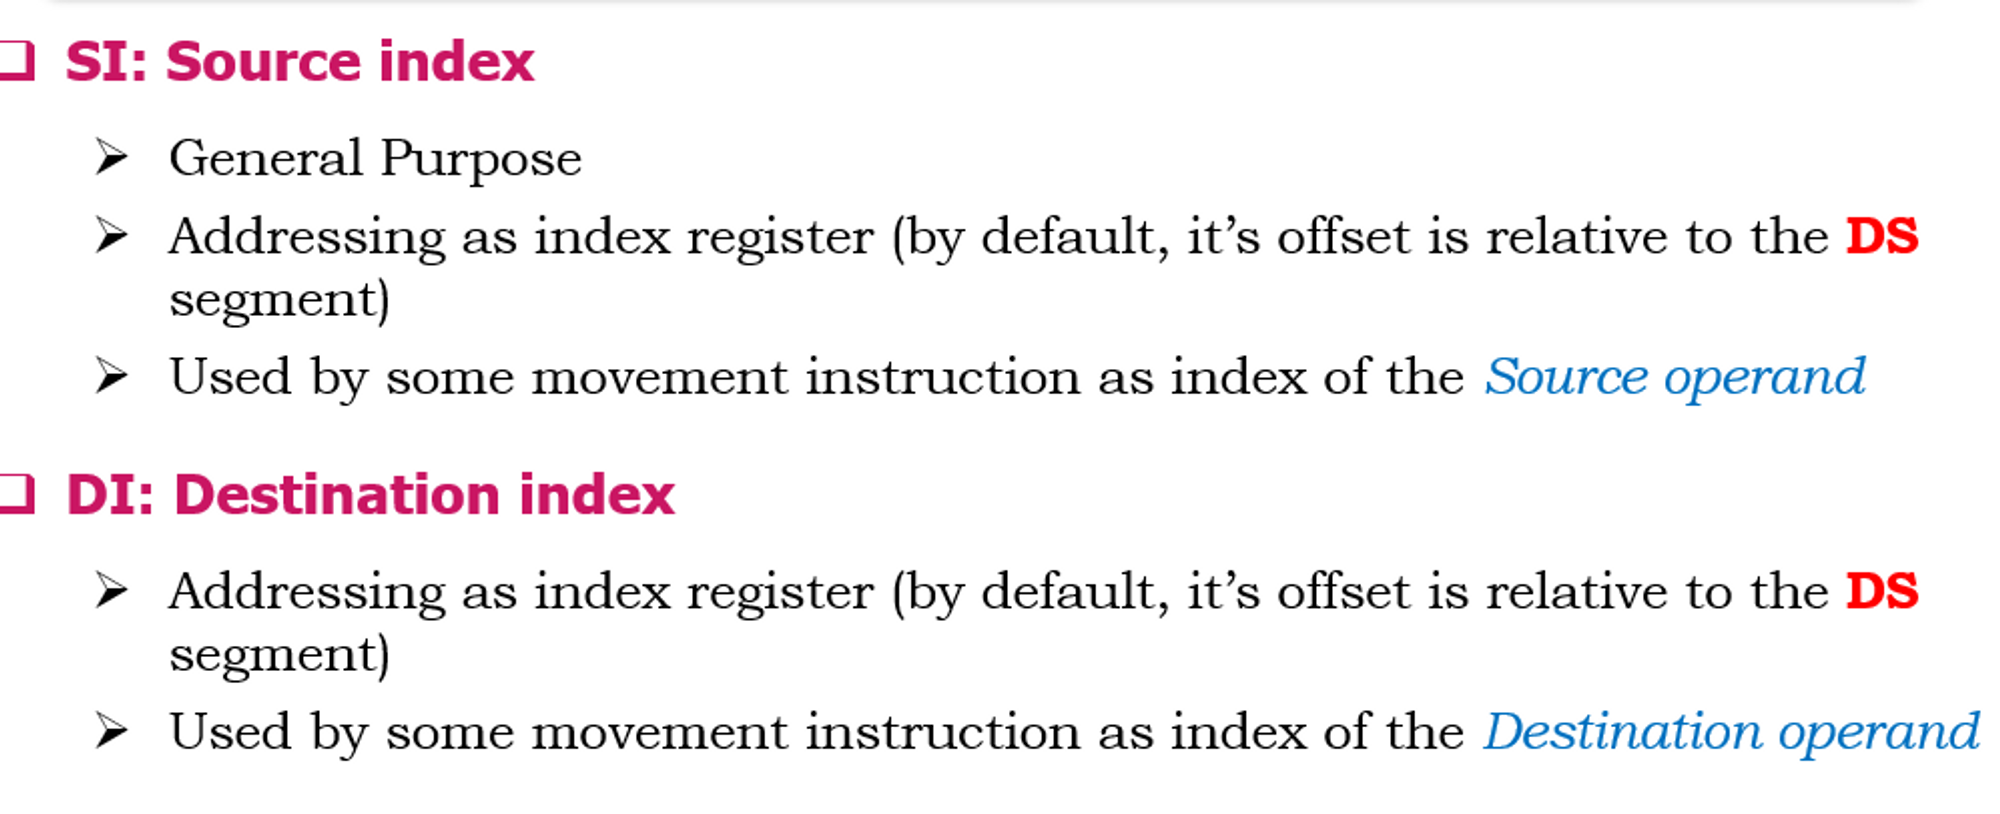 SI: Source index
General Purpose
Addressing as index register (by default, it’s offset is relative to the DS
segment)
Used by some movement instruction as index of the Source operand
DI: Destination index
Addressing as index register (by default, it’s offset is relative to the DS
segment)
Used by some movement instruction as index of the Destination operand